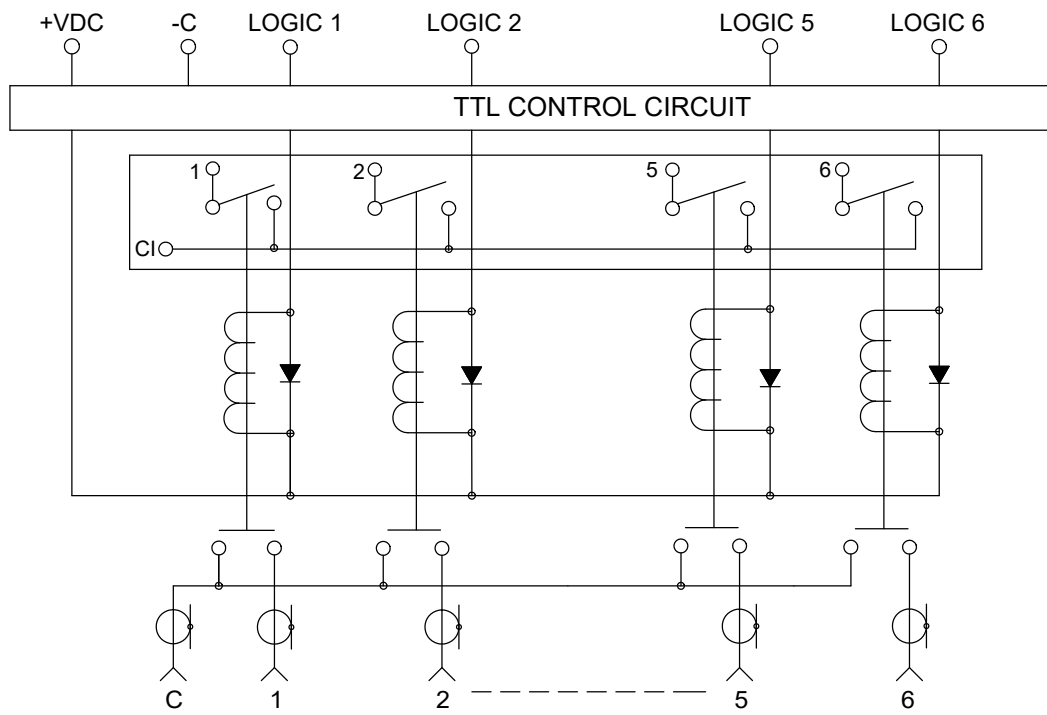 +VDC -C LOGIC 1 LOGIC 2 LOGIC 5 LOGIC 6
TTL CONTROL CIRCUIT
1 2 5 6
CI
C 1 2 5 6